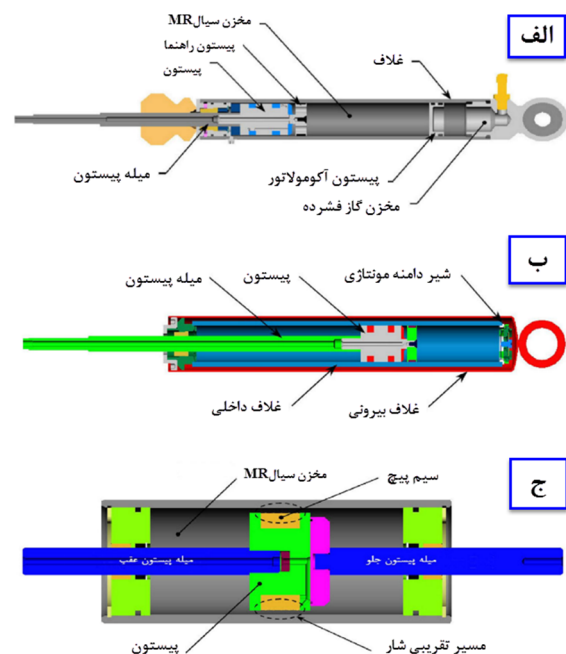 مخزن سیالMR
پیستون راهنما
پیستون
غلاف
الف
میله پیستون
پیستون آکومولاتور
مخزن گاز فشرده
ب
شیر دامنه مونتاژی
پیستون
میله پیستون
غلاف داخلی
غلاف بیرونی
ج
مخزن سیالMR
سیم پیچ
میله پیستون عقب
میله پیستون جلو
پیستون
مسیر تقریبی شار